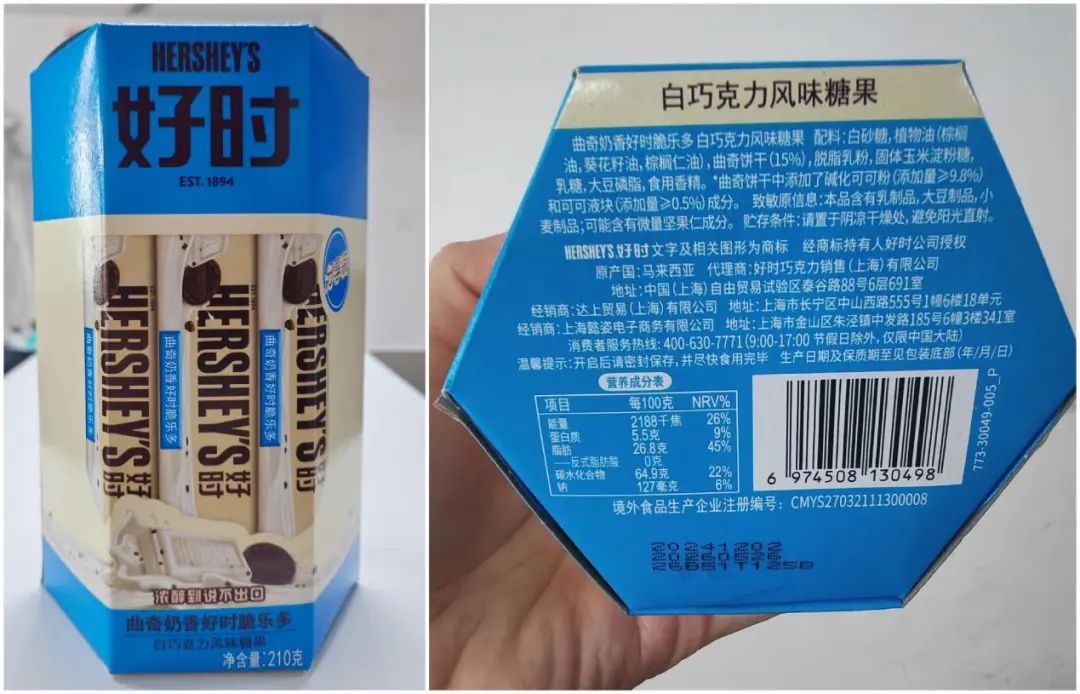 HERSHEY'S
好时
EST. 1894
HERSHEY'S 好时
曲奇奶香好时脆乐多
HERSHEY'S 好时
曲奇奶香好时脆乐多
HERSHEY'S 好时
曲奇奶香好时脆乐多
浓醇到说不出口
曲奇奶香好时脆乐多
白巧克力风味糖果
净含量:210克
白巧克力风味糖果
曲奇奶香好时脆乐多 白巧克力风味糖果 配料:白砂糖,植物油(棕榈
油,葵花籽油,棕榈仁油),曲奇饼干(15%),脱脂乳粉,固体玉米淀粉糖,
乳糖,大豆磷脂,食用香精。*曲奇饼干中添加了碱化可可粉(添加量≥9.8%)
和可可液块(添加量≥0.5%)成分。 致敏原信息:本品含有乳制品,大豆制品,小
麦制品;可能含有微量坚果仁成分。 贮存条件:请置于阴凉干燥处,避免阳光直射。
HERSHEY'S,好时 文字及相关图形为商标 经商标持有人好时公司授权
原产国:马来西亚 代理商:好时巧克力销售(上海)有限公司
地址:中国(上海)自由贸易试验区泰谷路88号6层691室
经销商:达上贸易(上海)有限公司 地址:上海市长宁区中山西路555号1幢6楼18单元
经销商:上海懿姿电子商务有限公司 地址:上海市金山区朱泾镇中发路185号6幢3楼341室
消费者服务热线:400-630-7771(9:00-17:00 节假日除外,仅限中国大陆)
温馨提示:开启后请密封保存,并尽快食用完毕 生产日期及保质期至见包装底部(年/月/日)
营养成分表
项目 每100克 NRV%
能量 2188千焦 26%
蛋白质 5.5克 9%
脂肪 26.8克 45%
——反式脂肪酸 0克
碳水化合物 64.9克 22%
钠 127毫克 6%
6 974508 130498
773-30049-005_P
境外食品生产企业注册编号: CMYS27032111300008